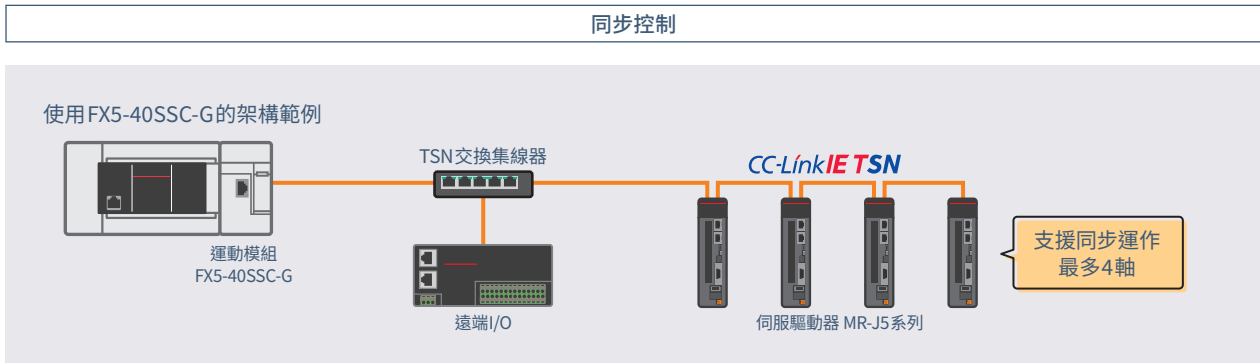 同步控制
使用FX5-40SSC-G的架構範例
TSN交換集線器
CC-Link IE TSN
運動模組
FX5-40SSC-G
遠端I/O
伺服驅動器 MR-J5系列
支援同步運作
最多4軸